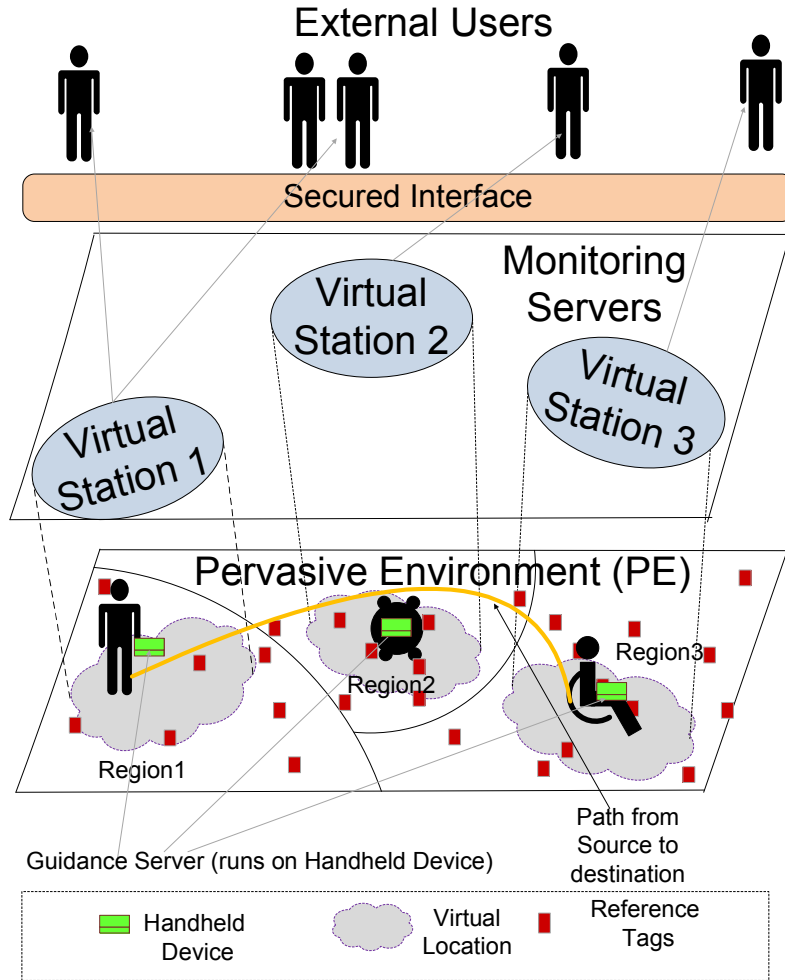 External Users
Secured Interface
Monitoring
Servers
Virtual
Station 2
Virtual
Station 3
Virtual
Station 1
Pervasive Environment (PE)
Region3
Region2
Region1
Path from
Source to
destination
Guidance Server (runs on Handheld Device)
Handheld
Device
Virtual
Location
Reference
Tags